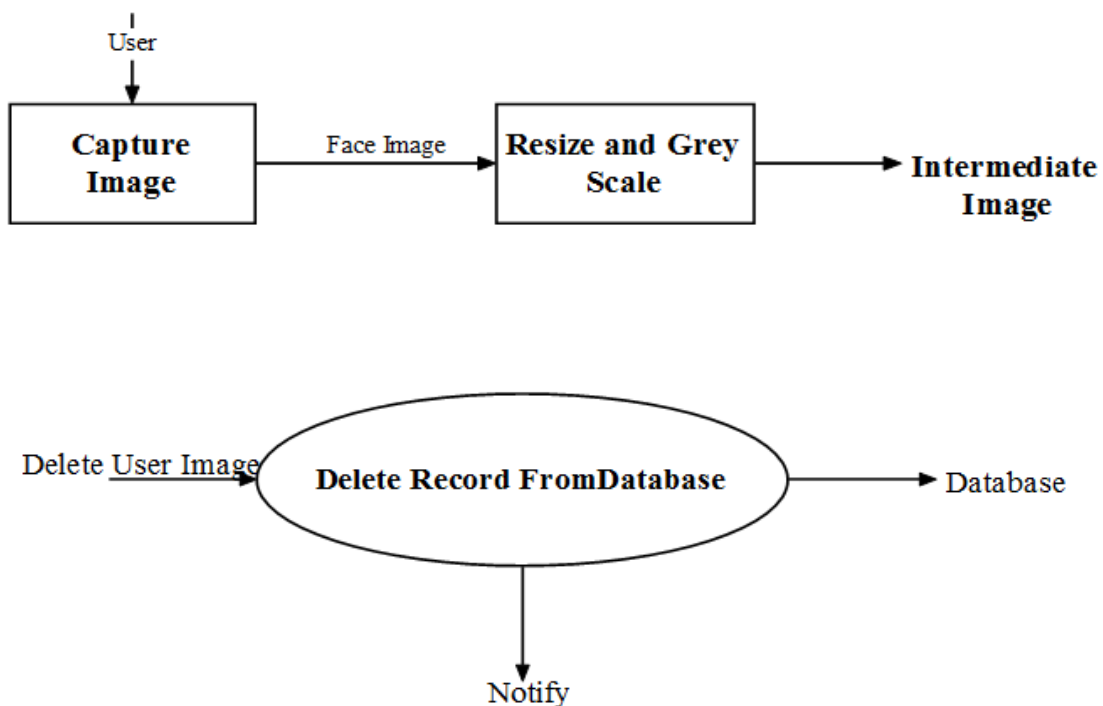 User
Capture
Image
Face Image
Resize and Grey
Scale
Intermediate
Image
Delete User Image
Delete Record FromDatabase
Database
Notify